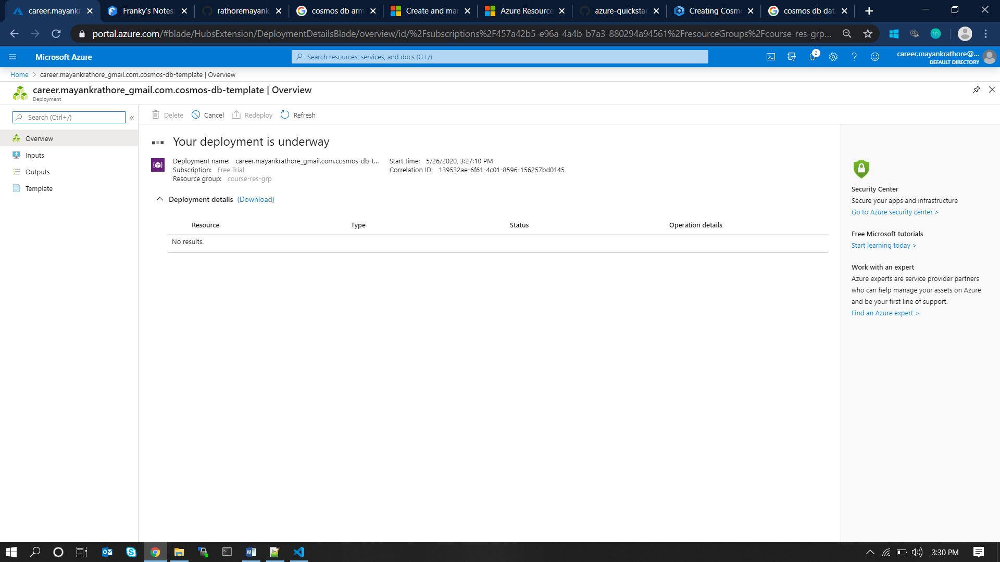 career.mayankr
Franky's Notes:
rathoremayank
cosmos db arm
Create and mar
Azure Resource
azure-quickstar
Creating Cosmo
cosmos db dat
portal.azure.com/#blade/HubsExtension/DeploymentDetailsBlade/overview/id/%2Fsubscriptions%2F457a42b5-e96a-4a4b-b7a3-880294a94561%2FresourceGroups%2Fcourse-res-grp...
m
Microsoft Azure
Search resources, services, and docs (G+/)
2
career.mayankrathore@...
DEFAULT DIRECTORY
Home > career.mayankrathore_gmail.com.cosmos-db-template | Overview
career.mayankrathore_gmail.com.cosmos-db-template | Overview
Deployment
Search (Ctrl+/)
«
Delete
Cancel
Redeploy
Refresh
Overview
Inputs
Outputs
Template
Your deployment is underway
Deployment name: career.mayankrathore_gmail.com.cosmos-db-t...
Subscription: Free Trial
Resource group: course-res-grp
Start time: 5/26/2020, 3:27:10 PM
Correlation ID: 139532ae-6f61-4c01-8596-156257bd0145
Deployment details (Download)
Resource Type Status Operation details
No results.
Security Center
Secure your apps and infrastructure
Go to Azure security center >
Free Microsoft tutorials
Start learning today >
Work with an expert
Azure experts are service provider partners
who can help manage your assets on Azure
and be your first line of support.
Find an Azure expert >
3:30 PM